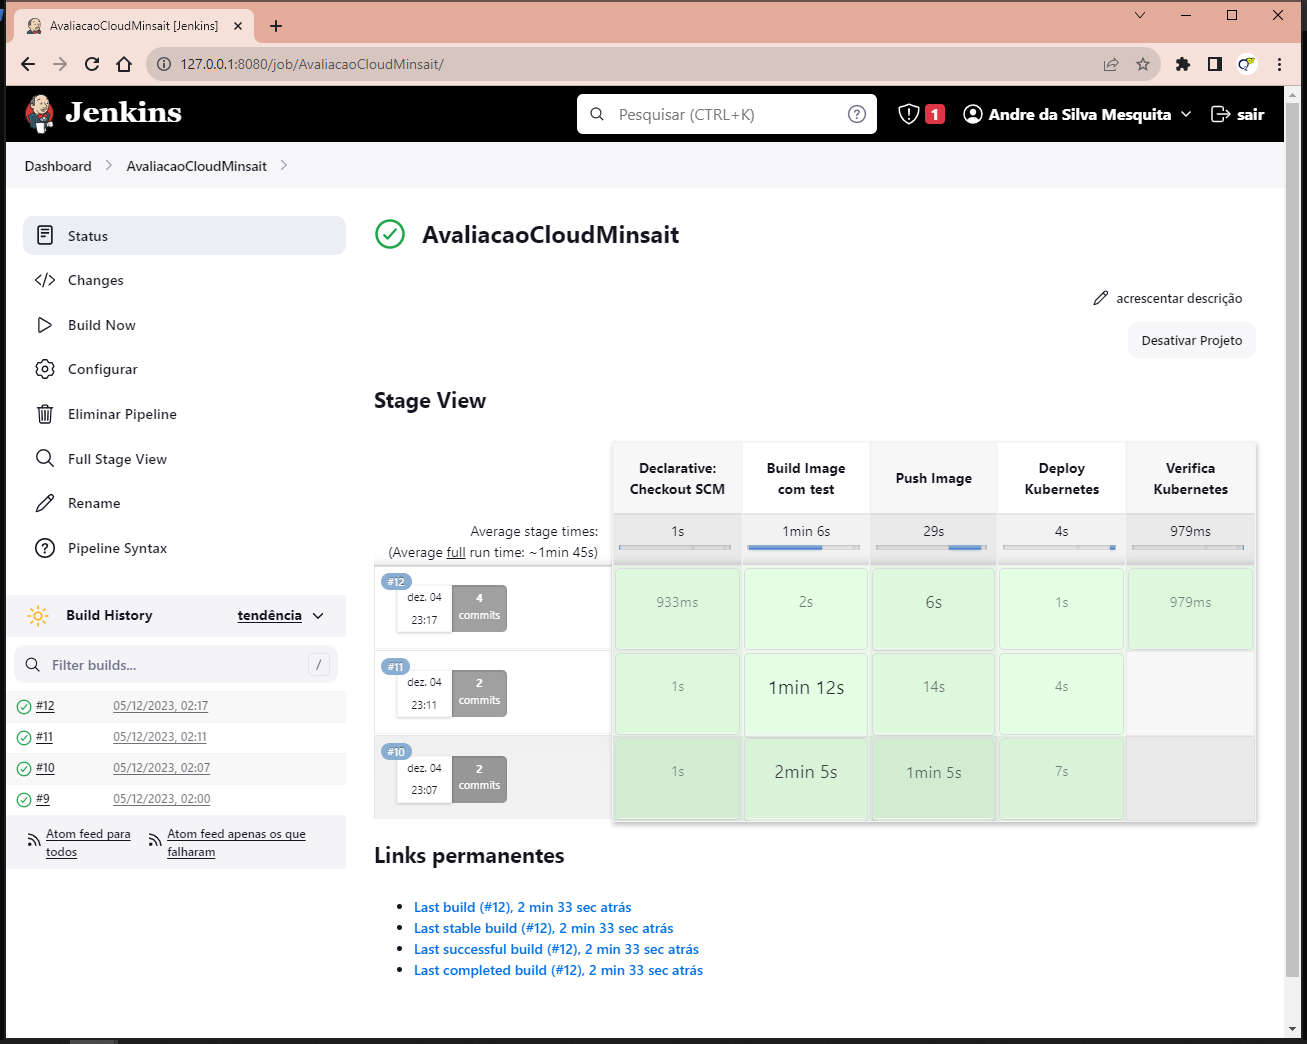 AvaliacaoCloudMinsait [Jenkins]
127.0.0.1:8080/job/AvaliacaoCloudMinsait/
Jenkins
Pesquisar (CTRL+K)
?
1
Andre da Silva Mesquita
sair
Dashboard
AvaliacaoCloudMinsait
Status
Changes
Build Now
Configurar
Eliminar Pipeline
Full Stage View
Rename
Pipeline Syntax
Build History
tendência
Filter builds...
/
#12
05/12/2023, 02:17
#11
05/12/2023, 02:11
#10
05/12/2023, 02:07
#9
05/12/2023, 02:00
Atom feed para
todos
Atom feed apenas os que
falharam
AvaliacaoCloudMinsait
acrescentar descrição
Desativar Projeto
Stage View
Declarative:
Checkout SCM
Build Image
com test
Push Image
Deploy
Kubernetes
Verifica
Kubernetes
Average stage times:
(Average full run time: ~1min 45s)
1s
1min 6s
29s
4s
979ms
#12
dez. 04
23:17
4
commits
933ms
2s
6s
1s
979ms
#11
dez. 04
23:11
2
commits
1s
1min 12s
14s
4s
#10
dez. 04
23:07
2
commits
1s
2min 5s
1min 5s
7s
Links permanentes
Last build (#12), 2 min 33 sec atrás
Last stable build (#12), 2 min 33 sec atrás
Last successful build (#12), 2 min 33 sec atrás
Last completed build (#12), 2 min 33 sec atrás